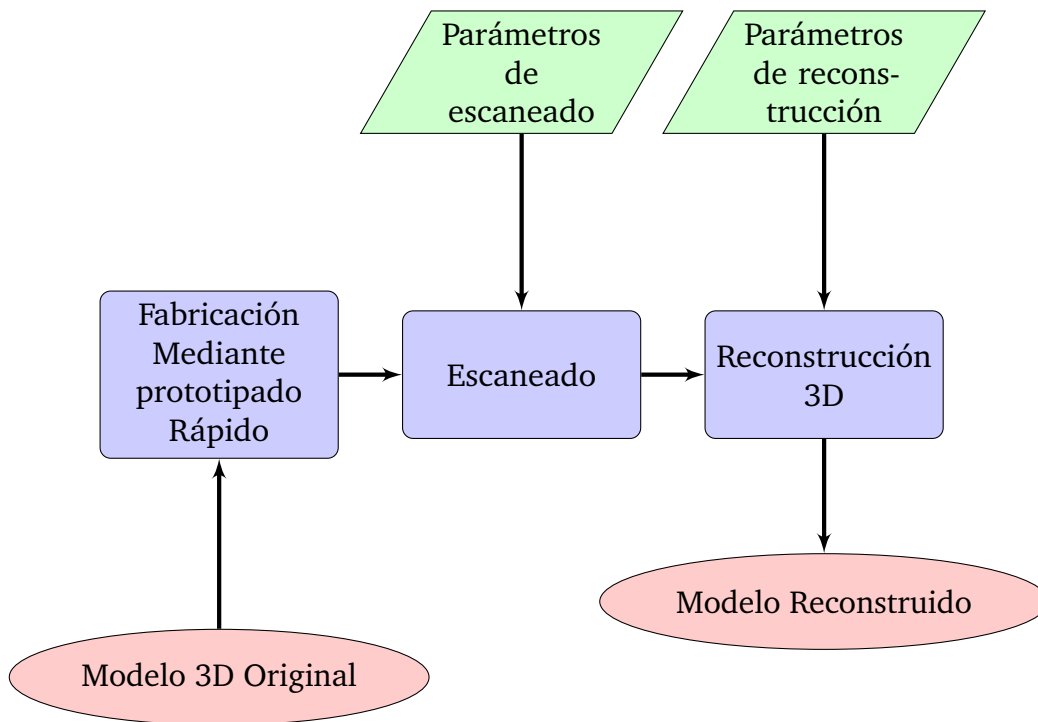 Parámetros
de
escaneado
Parámetros
de recons-
trucción
Fabricación
Mediante
prototipado
Rápido
Escaneado
Reconstrucción
3D
Modelo Reconstruido
Modelo 3D Original